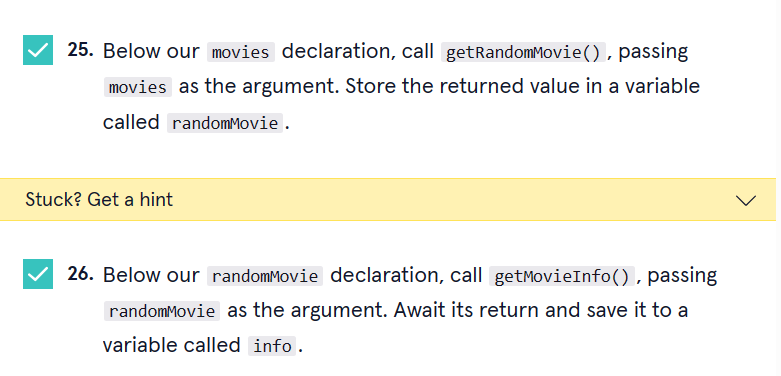 25. Below our movies declaration, call getRandomMovie(), passing
movies as the argument. Store the returned value in a variable
called randomMovie.
Stuck? Get a hint
26. Below our randomMovie declaration, call getMovieInfo(), passing
randomMovie as the argument. Await its return and save it to a
variable called info.